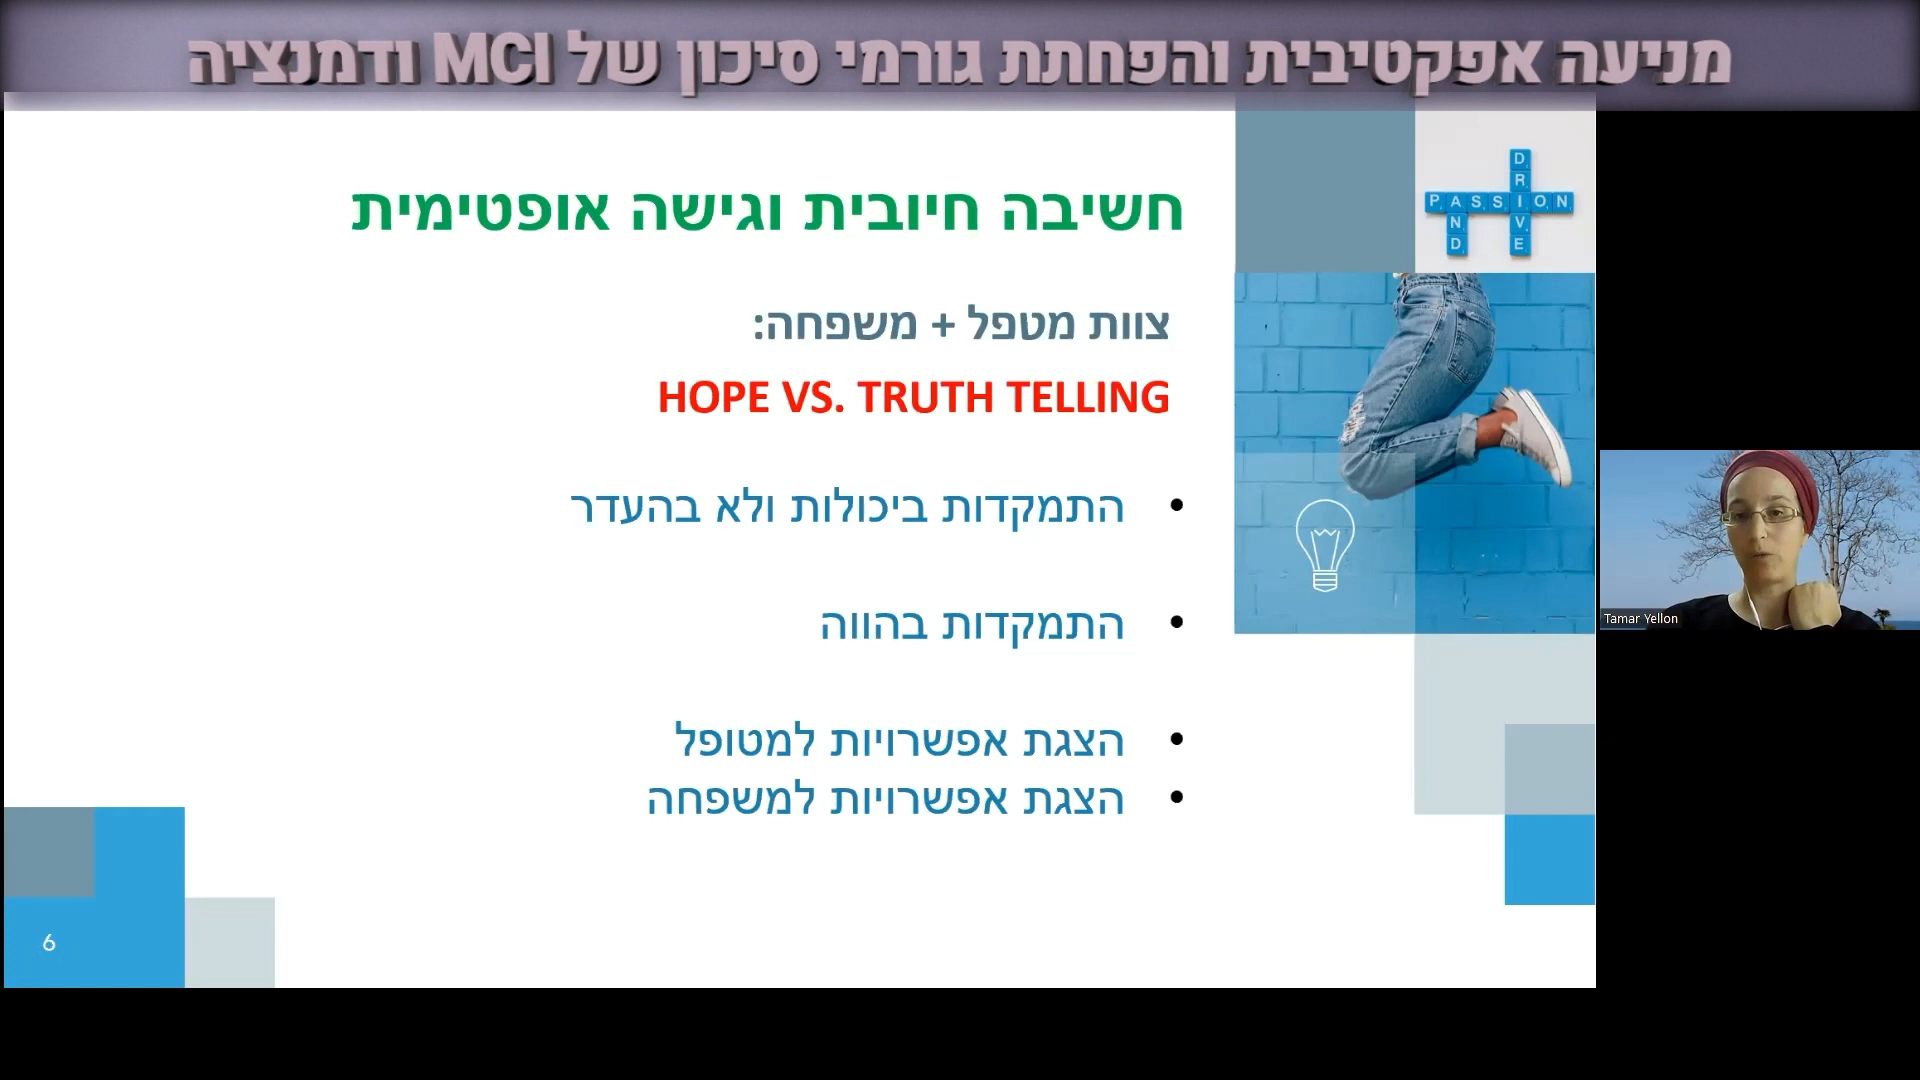 מניעה אפקטיבית והפחתת גורמי סיכון של MCI ודמנציה
חשיבה חיובית וגישה אופטימית
צוות מטפל + משפחה:
HOPE VS. TRUTH TELLING
• התמקדות ביכולות ולא בהעדר
• התמקדות בהווה
• הצגת אפשרויות למטופל
• הצגת אפשרויות למשפחה
DRIVE
PASSION
AND
Tamar Yellon
6